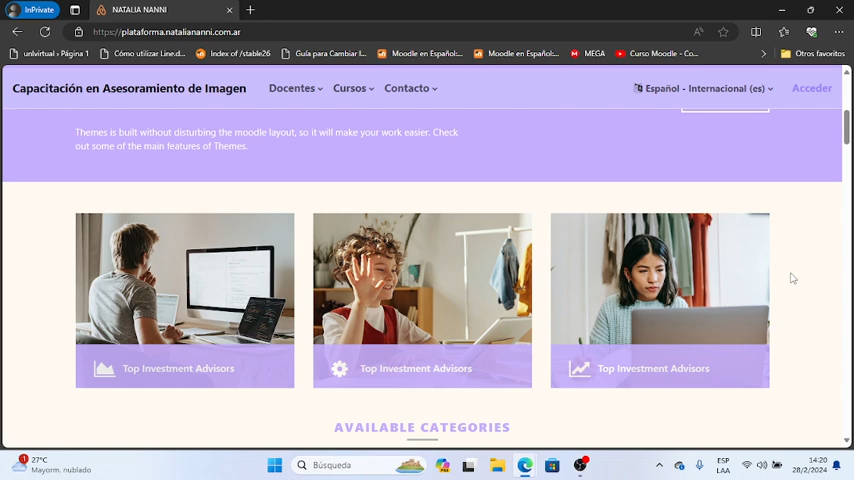 InPrivate
NATALIA NANNI
https://plataforma.nataliananni.com.ar
unlvirtual › Página 1
Cómo utilizar Line.d...
Index of /stable26
Guía para Cambiar l...
Moodle en Español:...
Moodle en Español:...
MEGA
Curso Moodle - Co...
Otros favoritos
Capacitación en Asesoramiento de Imagen
Docentes
Cursos
Contacto
Español - Internacional (es)
Acceder
Themes is built without disturbing the moodle layout, so it will make your work easier. Check
out some of the main features of Themes.
Top Investment Advisors
Top Investment Advisors
Top Investment Advisors
AVAILABLE CATEGORIES
1
27°C
Mayorm. nublado
Búsqueda
ESP
LAA
14:20
28/2/2024